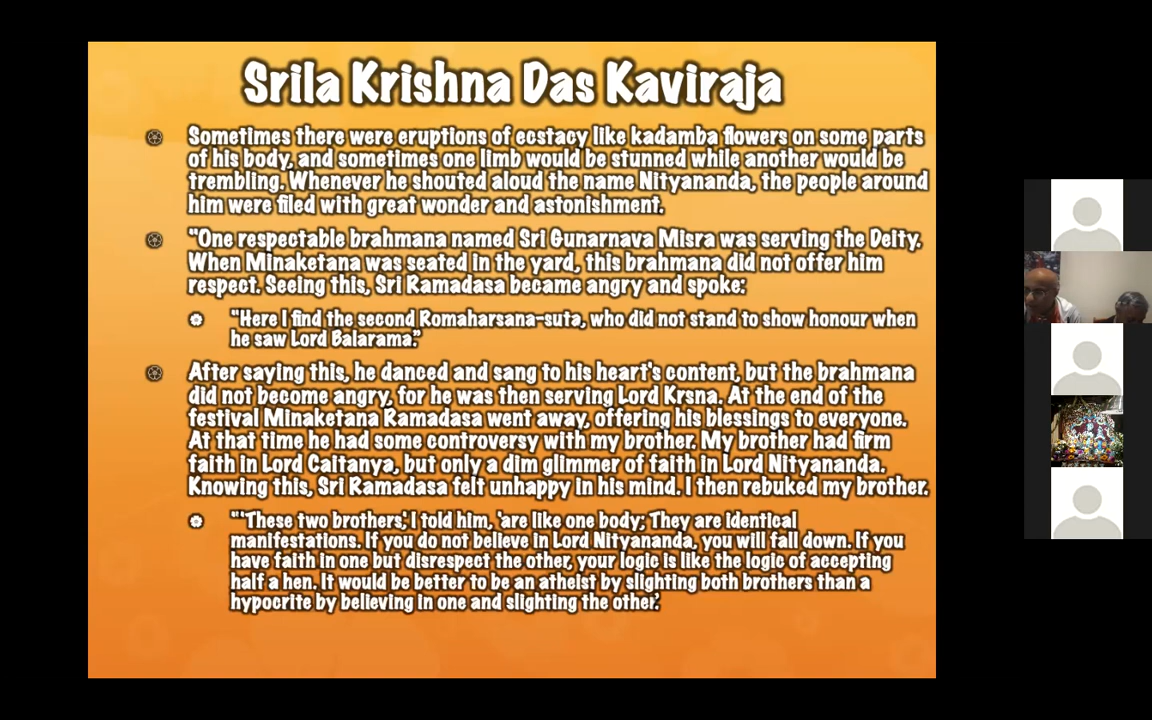 Srila Krishna Das Kaviraja
Sometimes there were eruptions of ecstacy like kadamba flowers on some parts
of his body, and sometimes one limb would be stunned while another would be
trembling. Whenever he shouted aloud the name Nityananda, the people around
him were filed with great wonder and astonishment.
"One respectable brahmana named Sri Gunarnava Misra was serving the Deity.
When Minaketana was seated in the yard, this brahmana did not offer him
respect. Seeing this, Sri Ramadasa became angry and spoke:
"Here I find the second Romaharsana-suta, who did not stand to show honour when
he saw Lord Balarama."
After saying this, he danced and sang to his heart's content, but the brahmana
did not become angry, for he was then serving Lord Krsna. At the end of the
festival Minaketana Ramadasa went away, offering his blessings to everyone.
At that time he had some controversy with my brother. My brother had firm
faith in Lord Caitanya, but only a dim glimmer of faith in Lord Nityananda.
Knowing this, Sri Ramadasa felt unhappy in his mind. I then rebuked my brother.
"'These two brothers,' I told him, 'are like one body; They are identical
manifestations. If you do not believe in Lord Nityananda, you will fall down. If you
have faith in one but disrespect the other, your logic is like the logic of accepting
half a hen. It would be better to be an atheist by slighting both brothers than a
hypocrite by believing in one and slighting the other.'